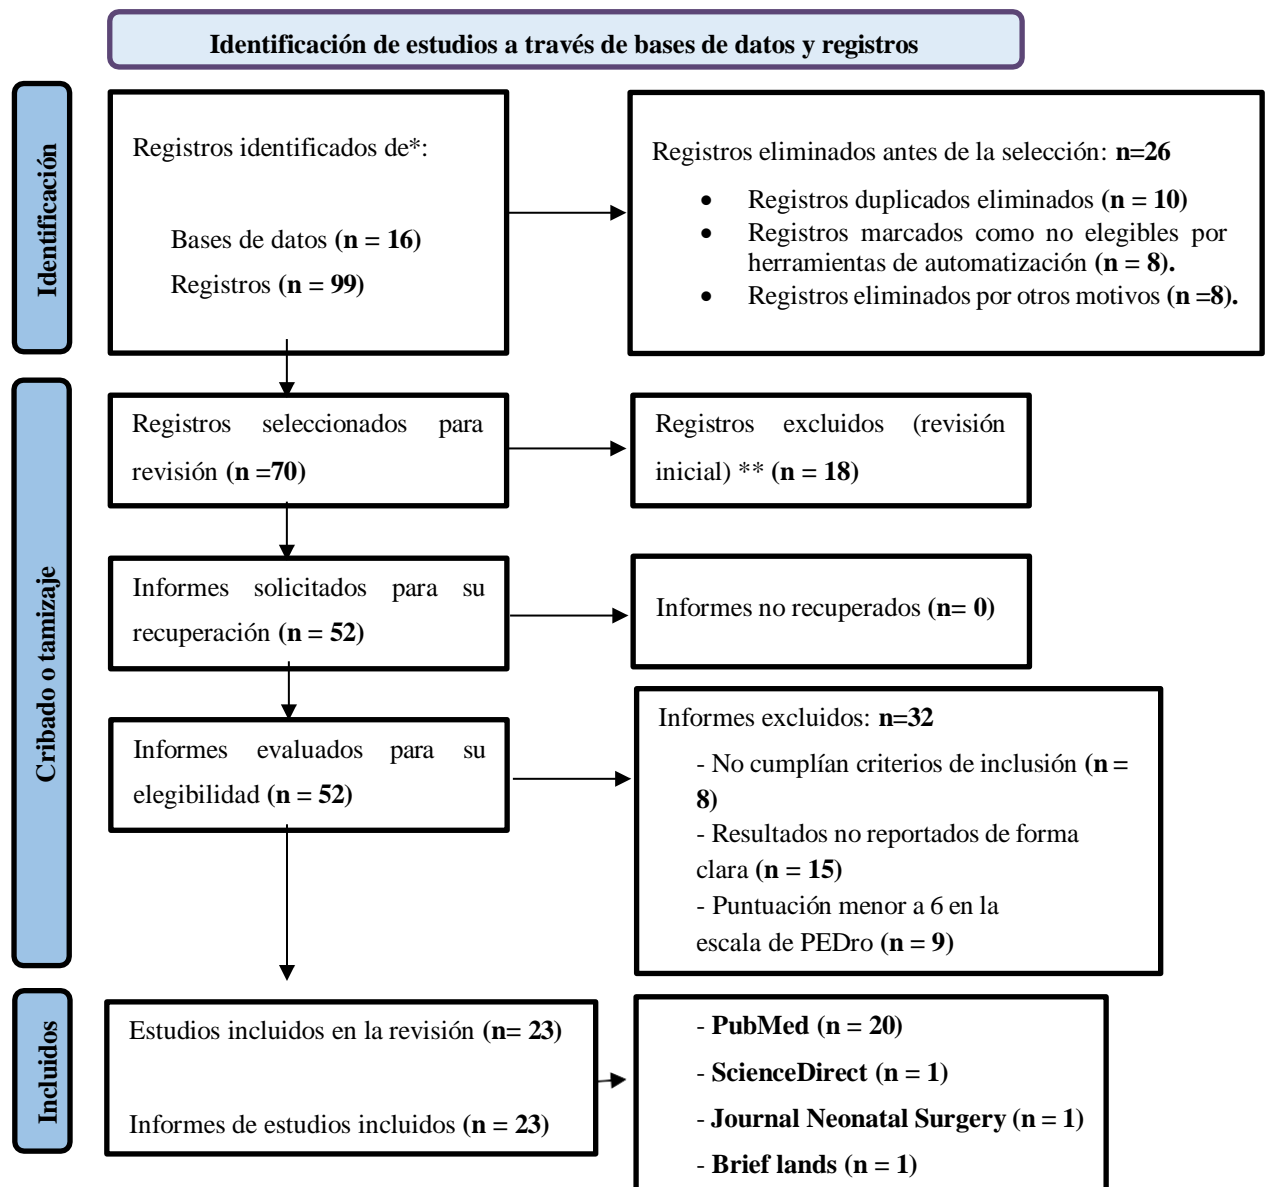 Identificación de estudios a través de bases de datos y registros
Identificación
Registros identificados de*:
Bases de datos (n = 16)
Registros (n = 99)
Registros eliminados antes de la selección: n=26
• Registros duplicados eliminados (n = 10)
• Registros marcados como no elegibles por
herramientas de automatización (n = 8).
• Registros eliminados por otros motivos (n =8).
Cribado o tamizaje
Registros seleccionados para
revisión (n =70)
Registros excluidos (revisión
inicial) ** (n = 18)
Informes solicitados para su
recuperación (n = 52)
Informes no recuperados (n= 0)
Informes evaluados para su
elegibilidad (n = 52)
Informes excluidos: n=32
- No cumplían criterios de inclusión (n =
8)
- Resultados no reportados de forma
clara (n = 15)
- Puntuación menor a 6 en la
escala de PEDro (n = 9)
Incluidos
Estudios incluidos en la revisión (n= 23)
Informes de estudios incluidos (n = 23)
- PubMed (n = 20)
- ScienceDirect (n = 1)
- Journal Neonatal Surgery (n = 1)
- Brief lands (n = 1)